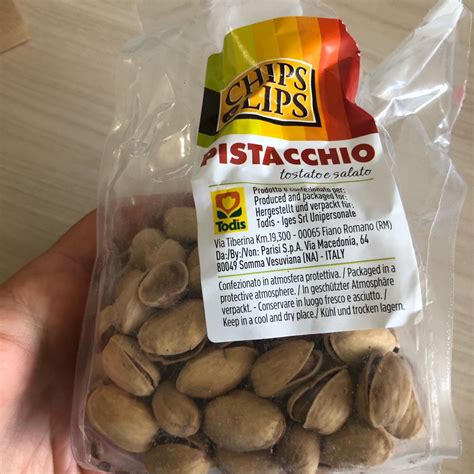 CHIPS
& LIPS
PISTACCHIO
tostato e salato
Todis
Prodotto e confezionato per:
Produced and packaged for:
Hergestellt und verpackt für:
Todis - Iges Srl Unipersonale
Via Tiberina Km.19,300 - 00065 Fiano Romano (RM)
Da:/By:/Von: Parisi S.p.A. Via Macedonia, 64
80049 Somma Vesuviana (NA) - ITALY
Confezionato in atmosfera protettiva. / Packaged in a
protective atmosphere. / In geschützter Atmosphäre
verpackt. - Conservare in luogo fresco e asciutto. /
Keep in a cool and dry place./ Kühl und trocken lagern.